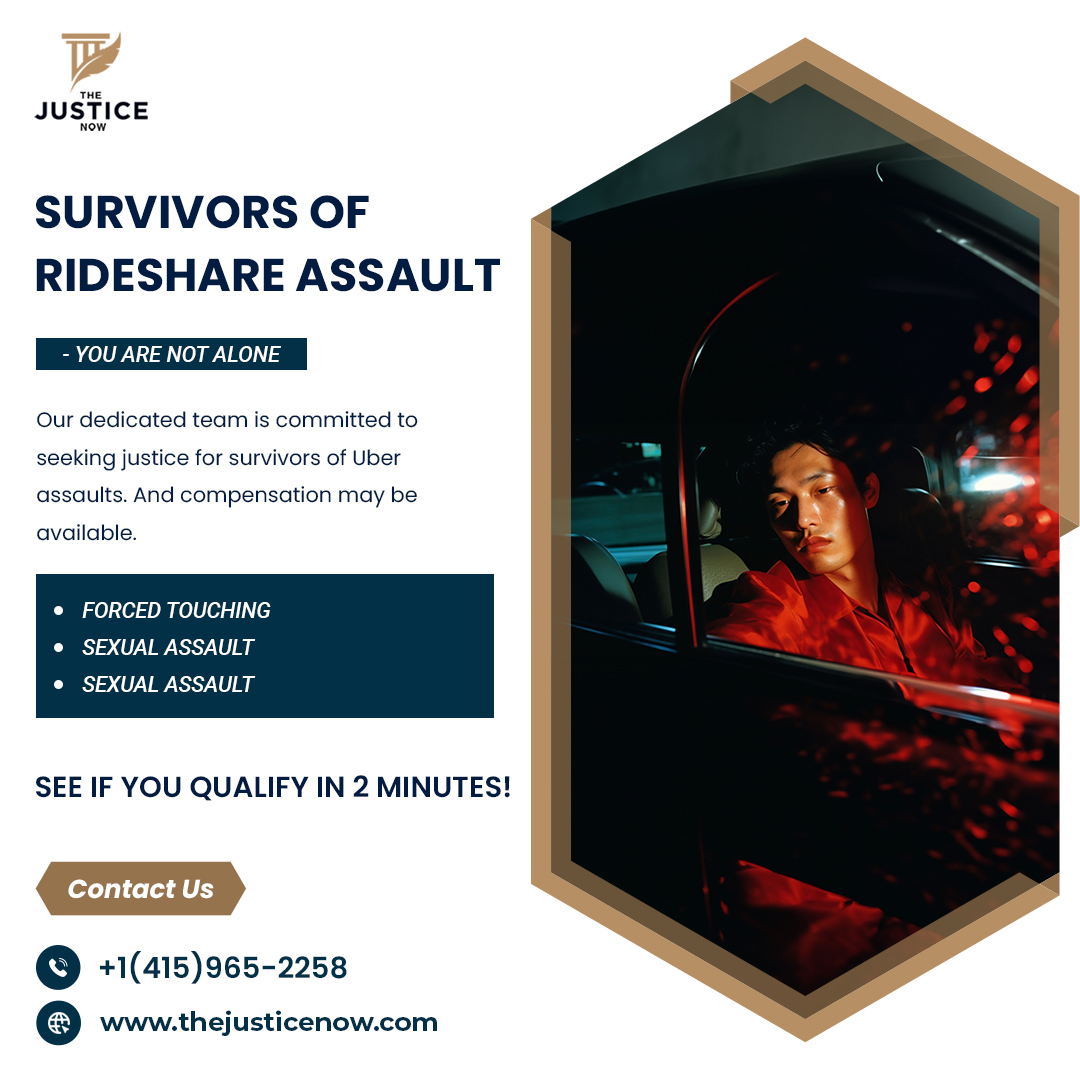 THE
JUSTICE
NOW
SURVIVORS OF
RIDESHARE ASSAULT
- YOU ARE NOT ALONE
Our dedicated team is committed to
seeking justice for survivors of Uber
assaults. And compensation may be
available.
• FORCED TOUCHING
• SEXUAL ASSAULT
• SEXUAL ASSAULT
SEE IF YOU QUALIFY IN 2 MINUTES!
Contact Us
+1(415)965-2258
www.thejusticenow.com